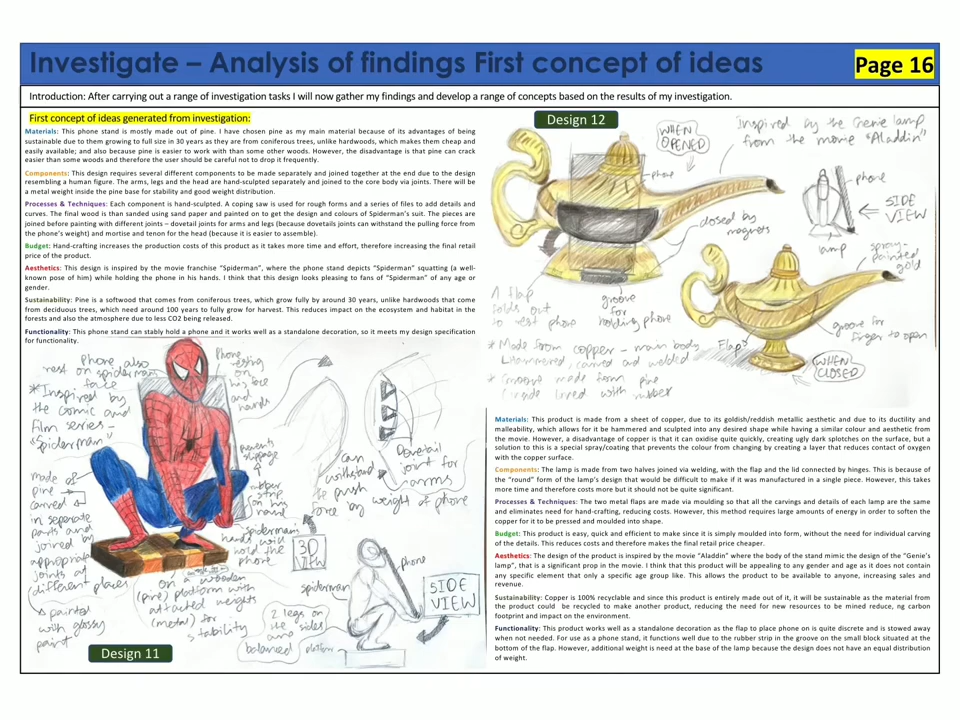 Investigate – Analysis of findings First concept of ideas
Page 16
Introduction: After carrying out a range of investigation tasks I will now gather my findings and develop a range of concepts based on the results of my investigation.
First concept of ideas generated from investigation:
Materials: This phone stand is mostly made out of pine. I have chosen pine as my main material because of its advantages of being
sustainable due to them growing to full size in 30 years as they are from coniferous trees, unlike hardwoods, which makes them cheap and
easily available; and also because pine is easier to work with than some other woods. However, the disadvantage is that pine can crack
easier than some woods and therefore the user should be careful not to drop it frequently.
Components: This design requires several different components to be made separately and joined together at the end due to the design
resembling a human figure. The arms, legs and the head are hand-sculpted separately and joined to the core body via joints. There will be
a metal weight inside the pine base for stability and good weight distribution.
Processes & Techniques: Each component is hand-sculpted. A coping saw is used for rough forms and a series of files to add details and
curves. The final wood is than sanded using sand paper and painted on to get the design and colours of Spiderman's suit. The pieces are
joined before painting with different joints – dovetail joints for arms and legs (because dovetails joints can withstand the pulling force from
the phone's weight) and mortise and tenon for the head (because it is easier to assemble).
Budget: Hand-crafting increases the production costs of this product as it takes more time and effort, therefore increasing the final retail
price of the product.
Aesthetics: This design is inspired by the movie franchise "Spiderman", where the phone stand depicts "Spiderman" squatting (a well-
known pose of him) while holding the phone in his hands. I think that this design looks pleasing to fans of "Spiderman" of any age or
gender.
Sustainability: Pine is a softwood that comes from coniferous trees, which grow fully by around 30 years, unlike hardwoods that come
from deciduous trees, which need around 100 years to fully grow for harvest. This reduces impact on the ecosystem and habitat in the
forests and also the atmosphere due to less CO2 being released.
Functionality: This phone stand can stably hold a phone and it works well as a standalone decoration, so it meets my design specification
for functionality.
phone also
rest on spiderman
face
* Inspired by
the comic and
film series –
"Spiderman"
Phone
resting
on
his face
and
hands
prevents
slippage
rubber
strip
on his
hand
made of
pine →
carved
in seperate
parts and
joined by
appropriate
joints at
different places
painted
with glossy
paint
spiderman
hands would
hold the
phone
3D
VIEW
on a wooden
(pine) platform with
attached weights
(metal) for
stability
can
withstand
the push
force by
weight of phone
Dovetail
joint for
arms
2 legs on
the sides
are
balanced
platform
spiderman
phone
SIDE
VIEW
Design 11
Design 12
WHEN
OPENED
Inspired by the Genie lamp
from the movie "Aladdin"
phone
closed by
magnets
phone
SIDE
VIEW
lamp
spray-
painted
gold
A flap
folds out
to rest phone
groove
for
holding phone
groove for
finger to open
Flap
WHEN
CLOSED
* Made from copper – main body
Hammered, carved and welded
* Groove made from pine
inside lined with rubber
Materials: This product is made from a sheet of copper, due to its goldish/reddish metallic aesthetic and due to its ductility and
malleability, which allows for it be hammered and sculpted into any desired shape while having a similar colour and aesthetic from
the movie. However, a disadvantage of copper is that it can oxidise quite quickly, creating ugly dark splotches on the surface, but a
solution to this is a special spray/coating that prevents the colour from changing by creating a layer that reduces contact of oxygen
with the copper surface.
Components: The lamp is made from two halves joined via welding, with the flap and the lid connected by hinges. This is because of
the "round" form of the lamp's design that would be difficult to make if it was manufactured in a single piece. However, this takes
more time and therefore costs more but it should not be quite significant.
Processes & Techniques: The two metal flaps are made via moulding so that all the carvings and details of each lamp are the same
and eliminates need for hand-crafting, reducing costs. However, this method requires large amounts of energy in order to soften the
copper for it to be pressed and moulded into shape.
Budget: This product is easy, quick and efficient to make since it is simply moulded into form, without the need for individual carving
of the details. This reduces costs and therefore makes the final retail price cheaper.
Aesthetics: The design of the product is inspired by the movie "Aladdin" where the body of the stand mimic the design of the "Genie's
lamp", that is a significant prop in the movie. I think that this product will be appealing to any gender and age as it does not contain
any specific element that only a specific age group like. This allows the product to be available to anyone, increasing sales and
revenue.
Sustainability: Copper is 100% recyclable and since this product is entirely made out of it, it will be sustainable as the material from
the product could be recycled to make another product, reducing the need for new resources to be mined reduce, ng carbon
footprint and impact on the environment.
Functionality: This product works well as a standalone decoration as the flap to place phone on is quite discrete and is stowed away
when not needed. For use as a phone stand, it functions well due to the rubber strip in the groove on the small block situated at the
bottom of the flap. However, additional weight is need at the base of the lamp because the design does not have an equal distribution
of weight.